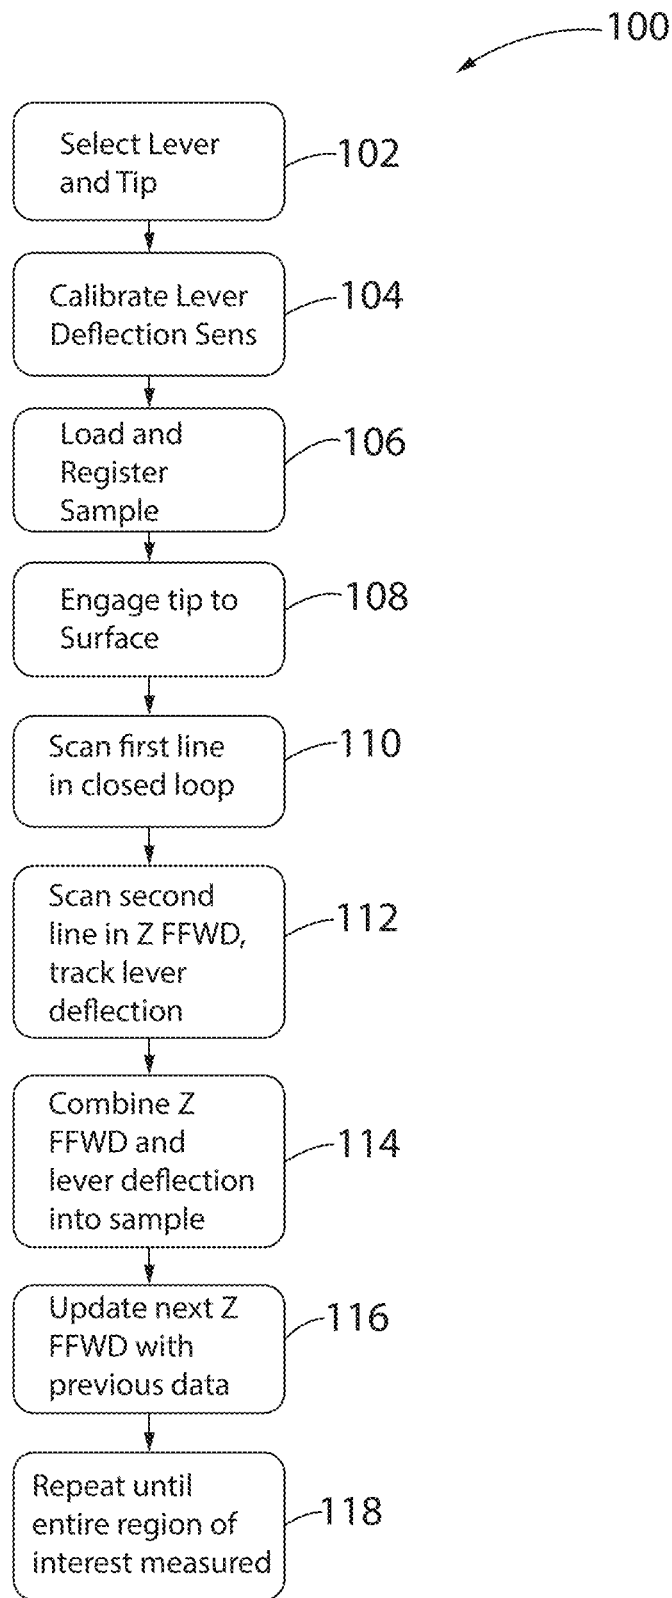 100
Select Lever
and Tip
102
Calibrate Lever
Deflection Sens
104
Load and
Register
Sample
106
Engage tip to
Surface
108
Scan first line
in closed loop
110
Scan second
line in Z FFWD,
track lever
deflection
112
Combine Z
FFWD and
lever deflection
into sample
114
Update next Z
FFWD with
previous data
116
Repeat until
entire region of
interest measured
118